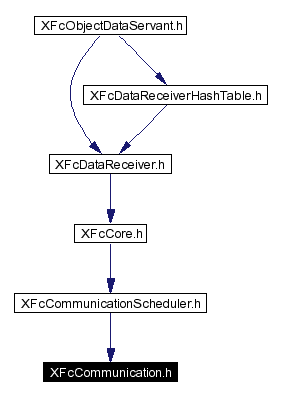 XFcObjectDataServant.h
XFcDataReceiverHashTable.h
XFcDataReceiver.h
XFcCore.h
XFcCommunicationScheduler.h
XFcCommunication.h